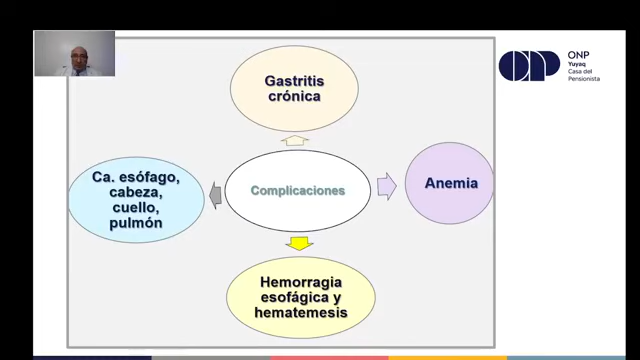 Gastritis
crónica
ONP
Yuyaq
Casa del
Pensionista
Ca. esófago,
cabeza,
cuello,
pulmón
Complicaciones
Anemia
Hemorragia
esofágica y
hematemesis